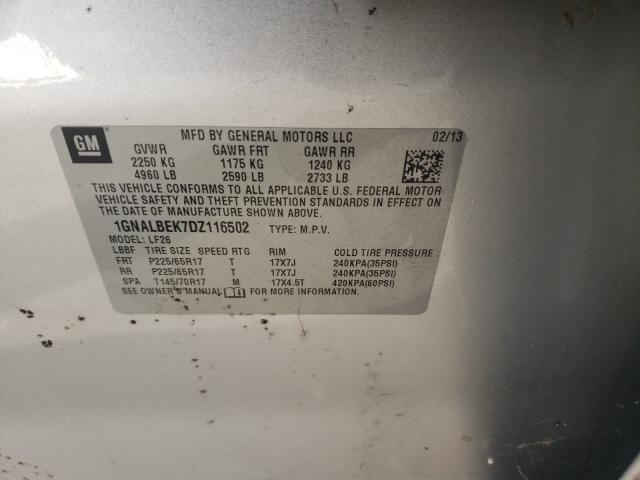 GM
MFD BY GENERAL MOTORS LLC 02/13
GVWR GAWR FRT GAWR RR
2250 KG 1175 KG 1240 KG
4960 LB 2590 LB 2733 LB
THIS VEHICLE CONFORMS TO ALL APPLICABLE U.S. FEDERAL MOTOR
VEHICLE SAFETY AND THEFT PREVENTION STANDARDS IN EFFECT ON
THE DATE OF MANUFACTURE SHOWN ABOVE.
1GNALBEK7DZ116502 TYPE: M.P.V.
MODEL: LF26
LBBF TIRE SIZE SPEED RTG RIM COLD TIRE PRESSURE
FRT P225/65R17 T 17X7J 240KPA(35PSI)
RR P225/65R17 T 17X7J 240KPA(35PSI)
SPA T145/70R17 M 17X4.5T 420KPA(60PSI)
SEE OWNER'S MANUAL FOR MORE INFORMATION.